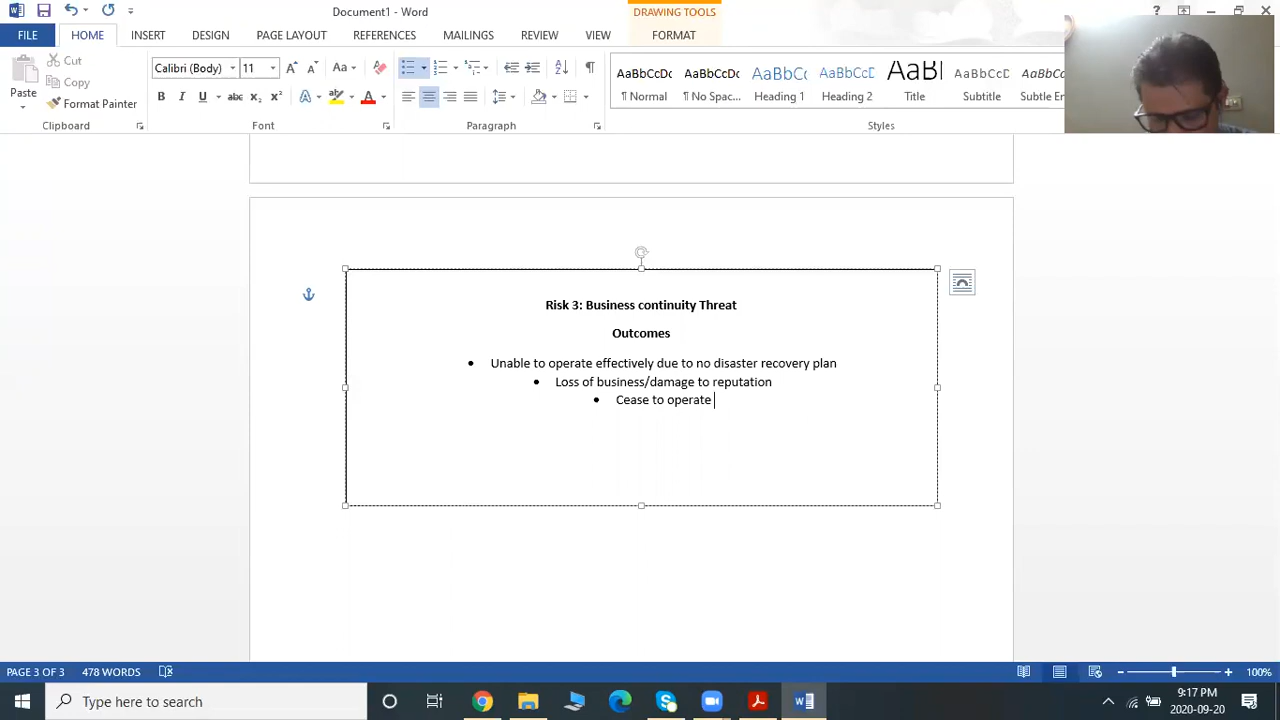 Document1 - Word
DRAWING TOOLS
?
FILE HOME INSERT DESIGN PAGE LAYOUT REFERENCES MAILINGS REVIEW VIEW FORMAT
Paste
Cut
Copy
Format Painter
Clipboard
Calibri (Body) 11
Font
Paragraph
AaBbCcDc AaBbCcDc AaBbCc AaBbCcD AaBl AaBbCcD AaBbCcDc
¶ Normal ¶ No Spac... Heading 1 Heading 2 Title Subtitle Subtle Em
Styles
Risk 3: Business continuity Threat
Outcomes
• Unable to operate effectively due to no disaster recovery plan
• Loss of business/damage to reputation
• Cease to operate
PAGE 3 OF 3 478 WORDS 100%
Type here to search
9:17 PM
2020-09-20